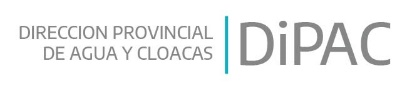 DIRECCION PROVINCIAL
DE AGUA Y CLOACAS
DiPAC